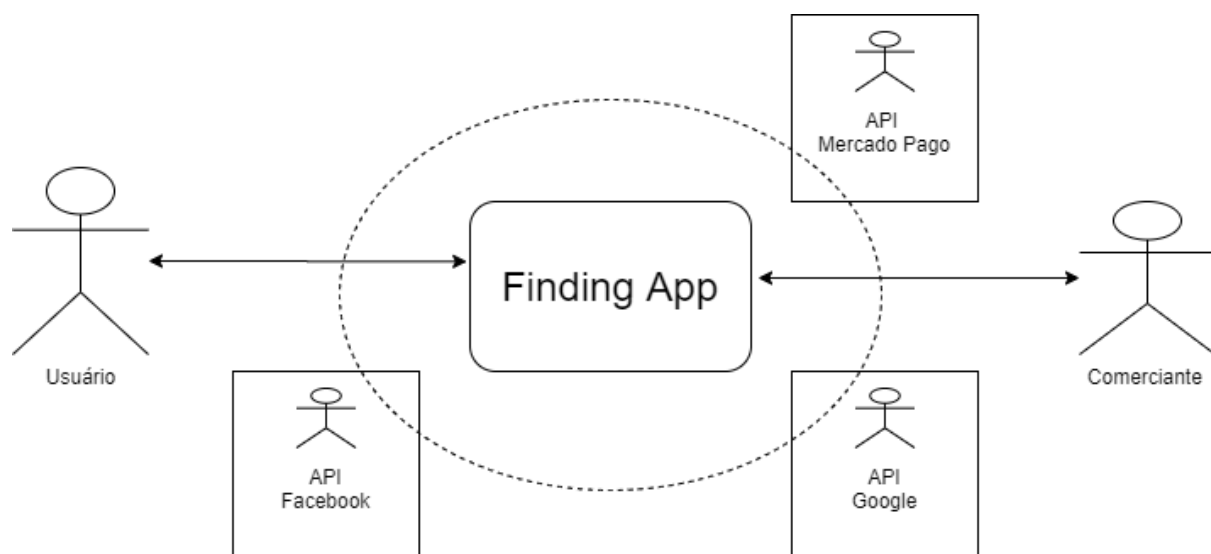 API
Mercado Pago
Finding App
Usuário
Comerciante
API
Facebook
API
Google